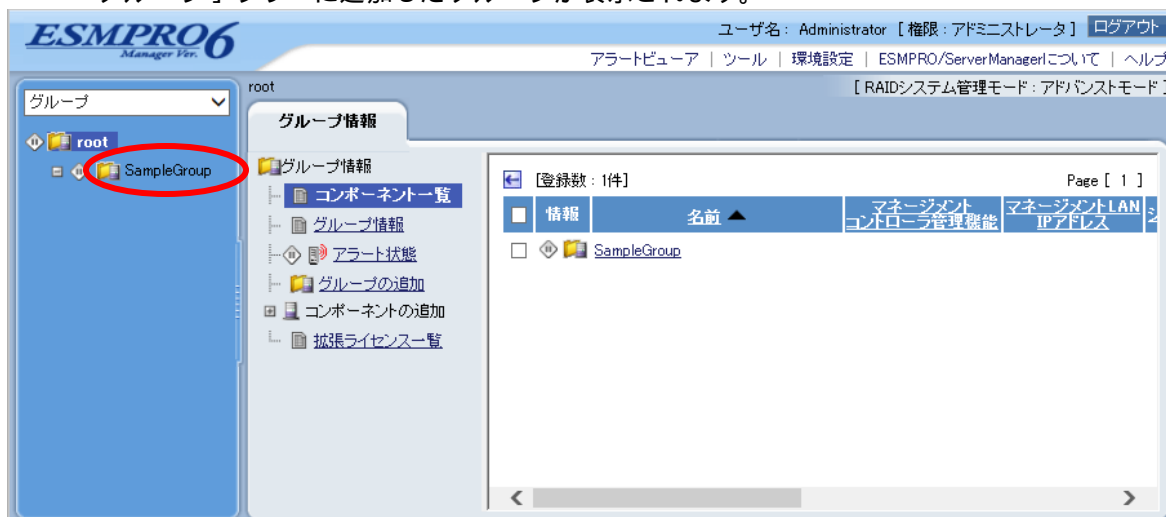 ESMPRO6
Manager Ver.
ユーザ名： Administrator [ 権限：アドミニストレータ ] ログアウト
アラートビューア | ツール | 環境設定 | ESMPRO/ServerManagerについて | ヘルプ
グループ
root
SampleGroup
root
[ RAIDシステム管理モード：アドバンストモード ]
グループ情報
グループ情報
コンポーネント一覧
グループ情報
アラート状態
グループの追加
コンポーネントの追加
拡張ライセンス一覧
[登録数：1件]
Page [ 1 ]
情報 名前 ▲ マネージメント コントローラ管理機能 マネージメントLAN IPアドレス
SampleGroup